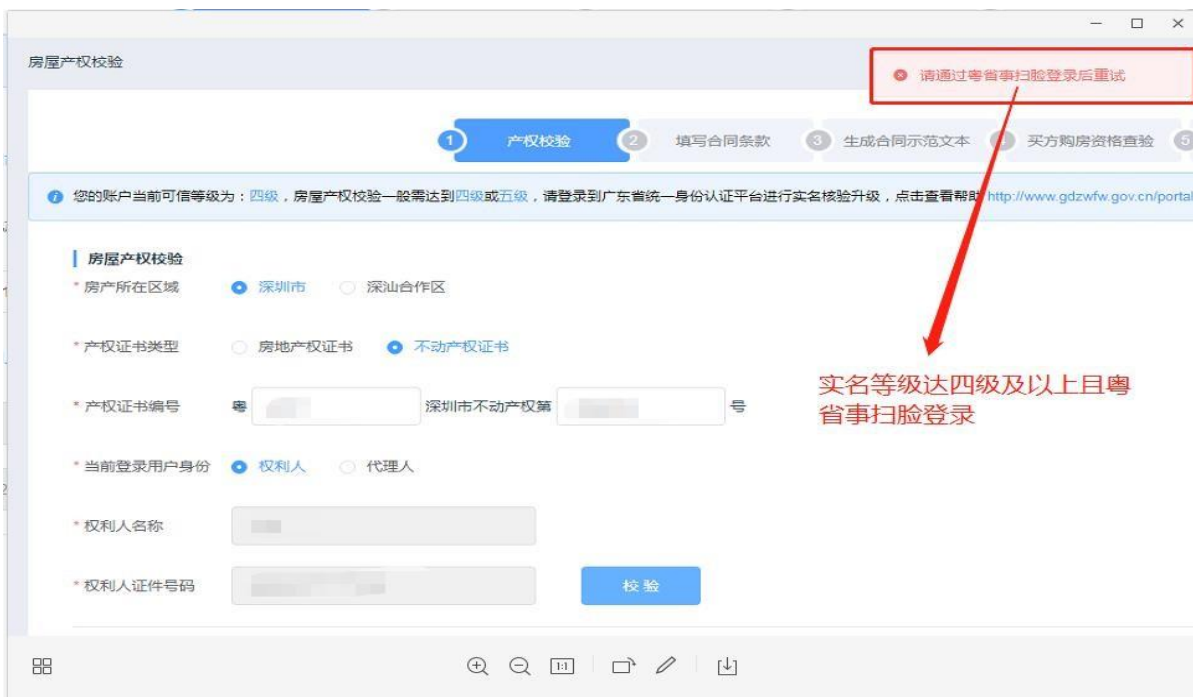 房屋产权校验
请通过粤省事扫脸登录后重试
1 产权校验 2 填写合同条款 3 生成合同示范文本 买方购房资格查验 5
您的账户当前可信等级为：四级，房屋产权校验一般需达到四级或五级，请登录到广东省统一身份认证平台进行实名核验升级，点击查看帮助 http://www.gdzwfw.gov.cn/portal
房屋产权校验
* 房产所在区域 深圳市 深汕合作区
* 产权证书类型 房地产权证书 不动产权证书
* 产权证书编号 粤 深圳市不动产权第 号
实名等级达四级及以上且粤
省事扫脸登录
* 当前登录用户身份 权利人 代理人
* 权利人名称
* 权利人证件号码 校验
1:1